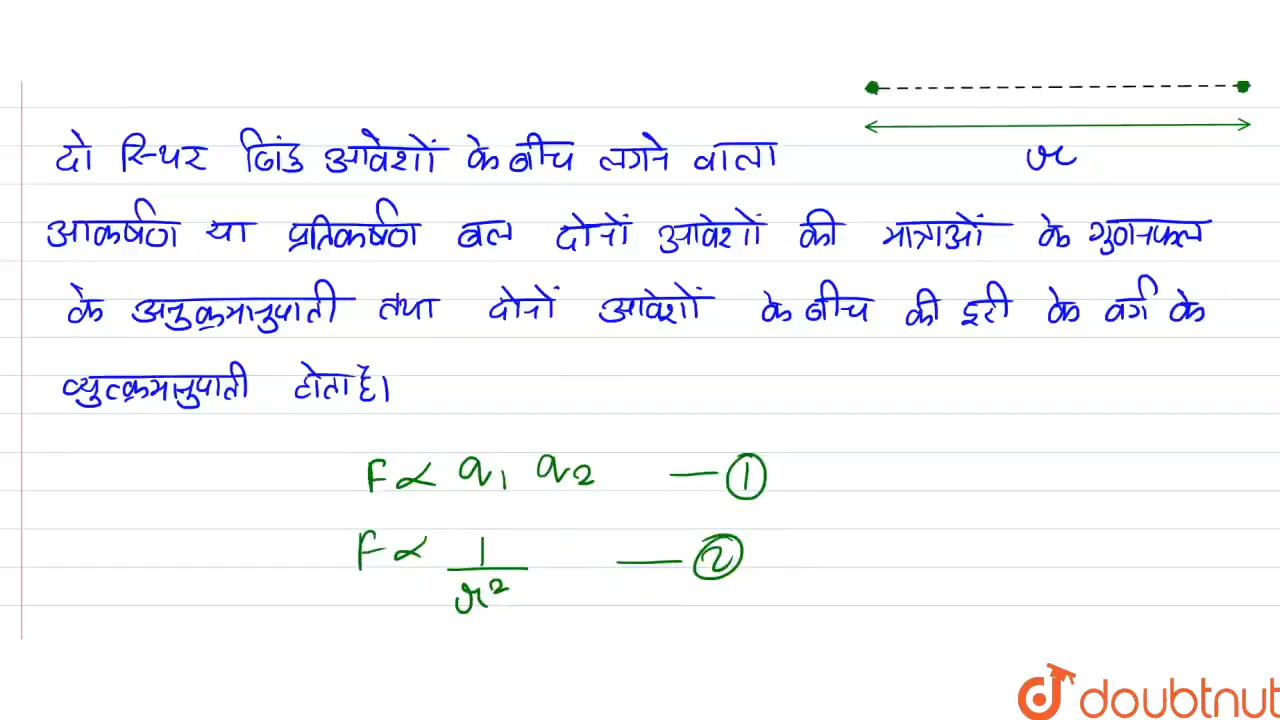 दो स्थिर बिंदु आवेशों के बीच लगने वाला
r
आकर्षण या प्रतिकर्षण बल दोनों आवेशों की मात्राओं के गुणनफल
के अनुक्रमानुपाती तथा दोनों आवेशों के बीच की दूरी के वर्ग के
व्युत्क्रमानुपाती होता है।
F ∝ q₁ q₂ — ①
F ∝ 1/r² — ②
doubtnut